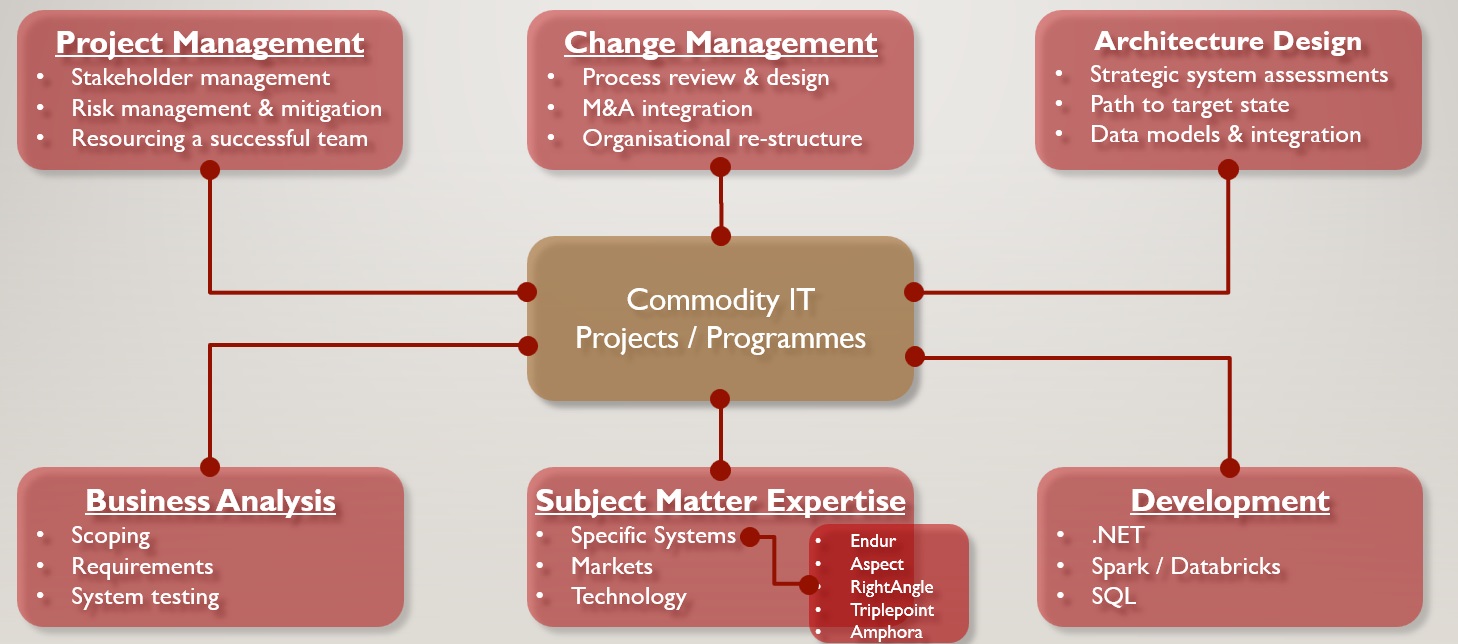 Project Management
• Stakeholder management
• Risk management & mitigation
• Resourcing a successful team
Change Management
• Process review & design
• M&A integration
• Organisational re-structure
Architecture Design
• Strategic system assessments
• Path to target state
• Data models & integration
Commodity IT
Projects / Programmes
Business Analysis
• Scoping
• Requirements
• System testing
Subject Matter Expertise
• Specific Systems
• Markets
• Technology
• Endur
• Aspect
• RightAngle
• Triplepoint
• Amphora
Development
• .NET
• Spark / Databricks
• SQL